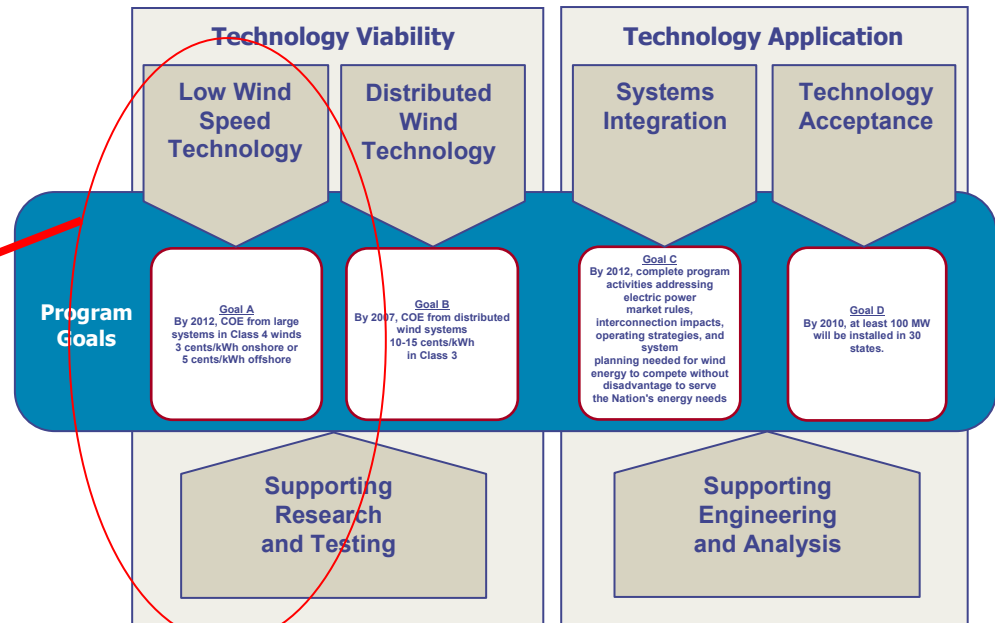 Technology Viability
Technology Application
Low Wind
Speed
Technology
Distributed
Wind
Technology
Systems
Integration
Technology
Acceptance
Program
Goals
Goal A
By 2012, COE from large
systems in Class 4 winds
3 cents/kWh onshore or
5 cents/kWh offshore
Goal B
By 2007, COE from distributed
wind systems
10-15 cents/kWh
in Class 3
Goal C
By 2012, complete program
activities addressing
electric power
market rules,
interconnection impacts,
operating strategies, and
system
planning needed for wind
energy to compete without
disadvantage to serve
the Nation's energy needs
Goal D
By 2010, at least 100 MW
will be installed in 30
states.
Supporting
Research
and Testing
Supporting
Engineering
and Analysis